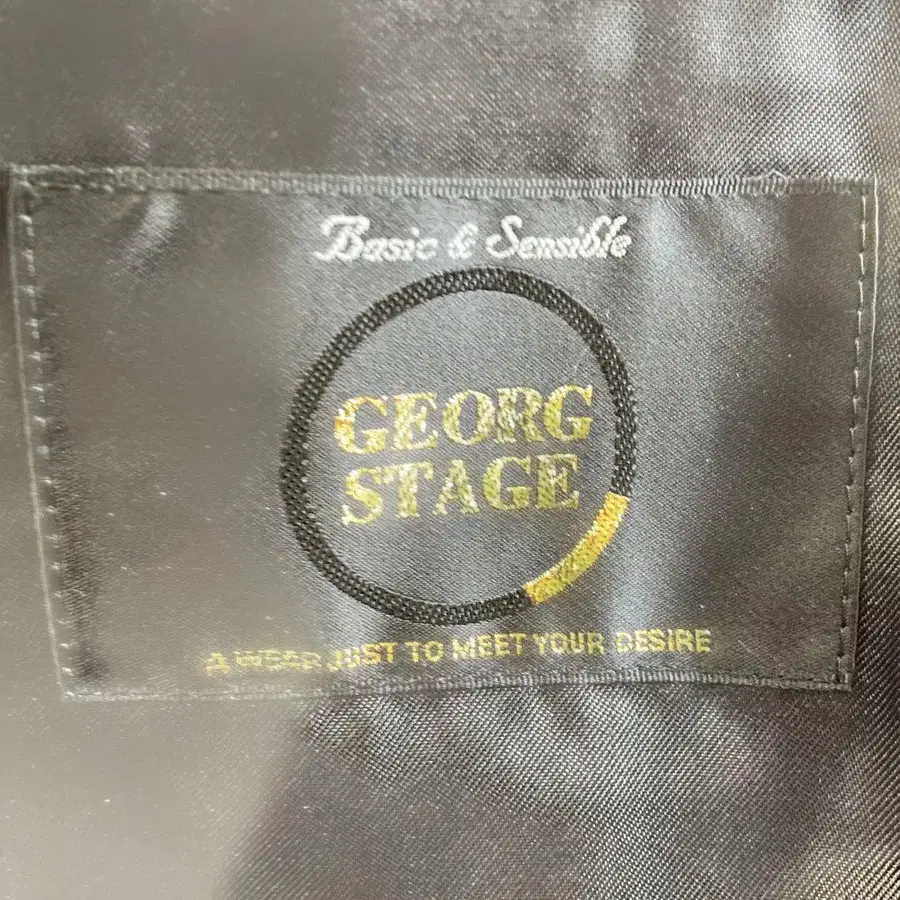 Basic & Sensible
GEORG
STAGE
A WEAR JUST TO MEET YOUR DESIRE